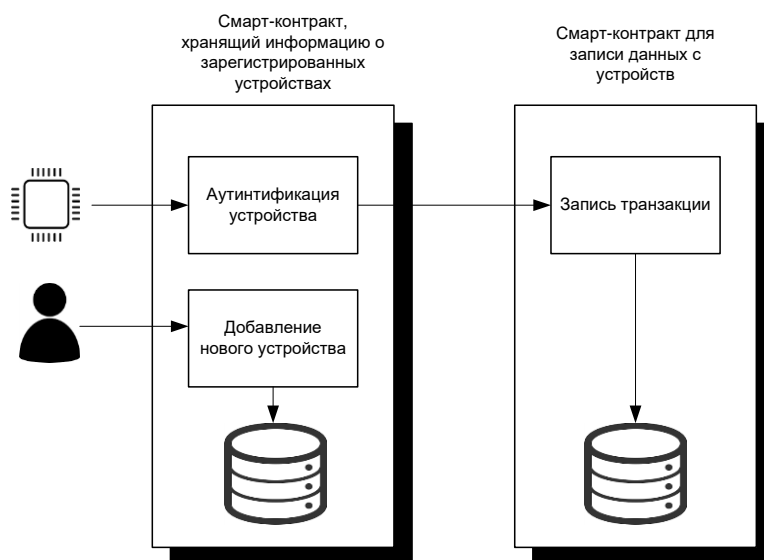 Смарт-контракт,
хранящий информацию о
зарегистрированных
устройствах
Смарт-контракт для
записи данных с
устройств
Аутинтификация
устройства
Запись транзакции
Добавление
нового устройства